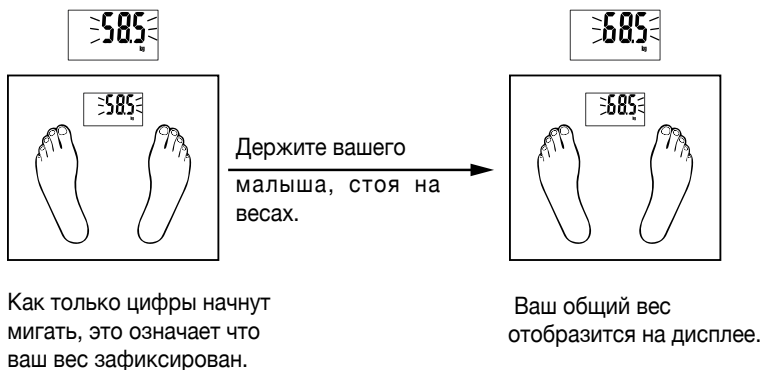 58.5
kg
68.5
kg
58.5
68.5
Держите вашего
малыша, стоя на
весах.
Как только цифры начнут
мигать, это означает что
ваш вес зафиксирован.
Ваш общий вес
отобразится на дисплее.